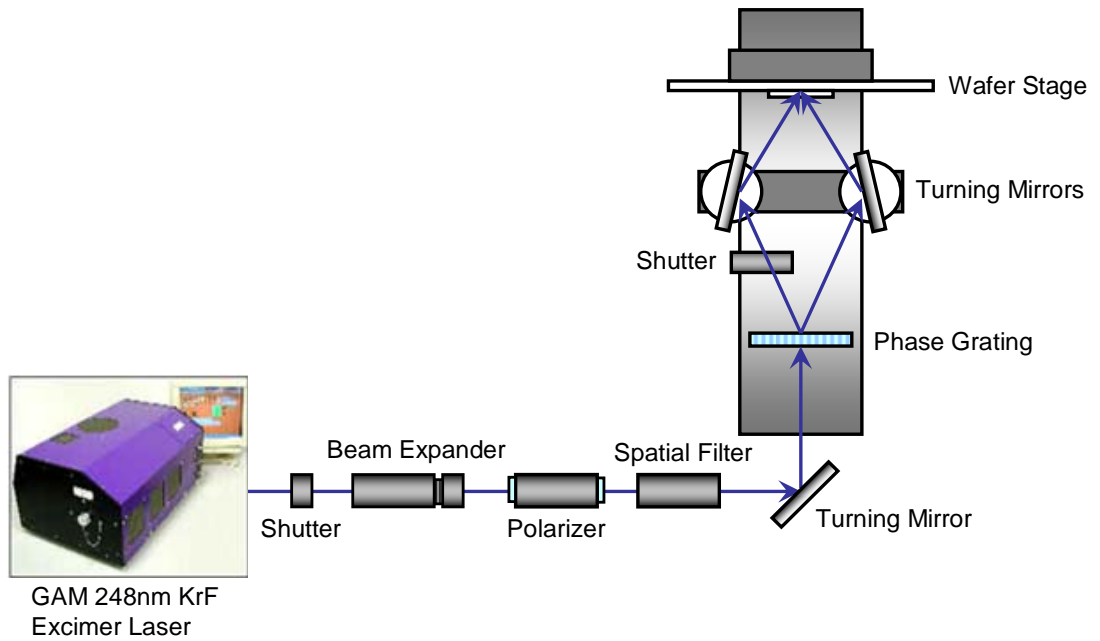 Wafer Stage
Turning Mirrors
Shutter
Phase Grating
Beam Expander
Spatial Filter
Shutter
Polarizer
Turning Mirror
GAM 248nm KrF
Excimer Laser